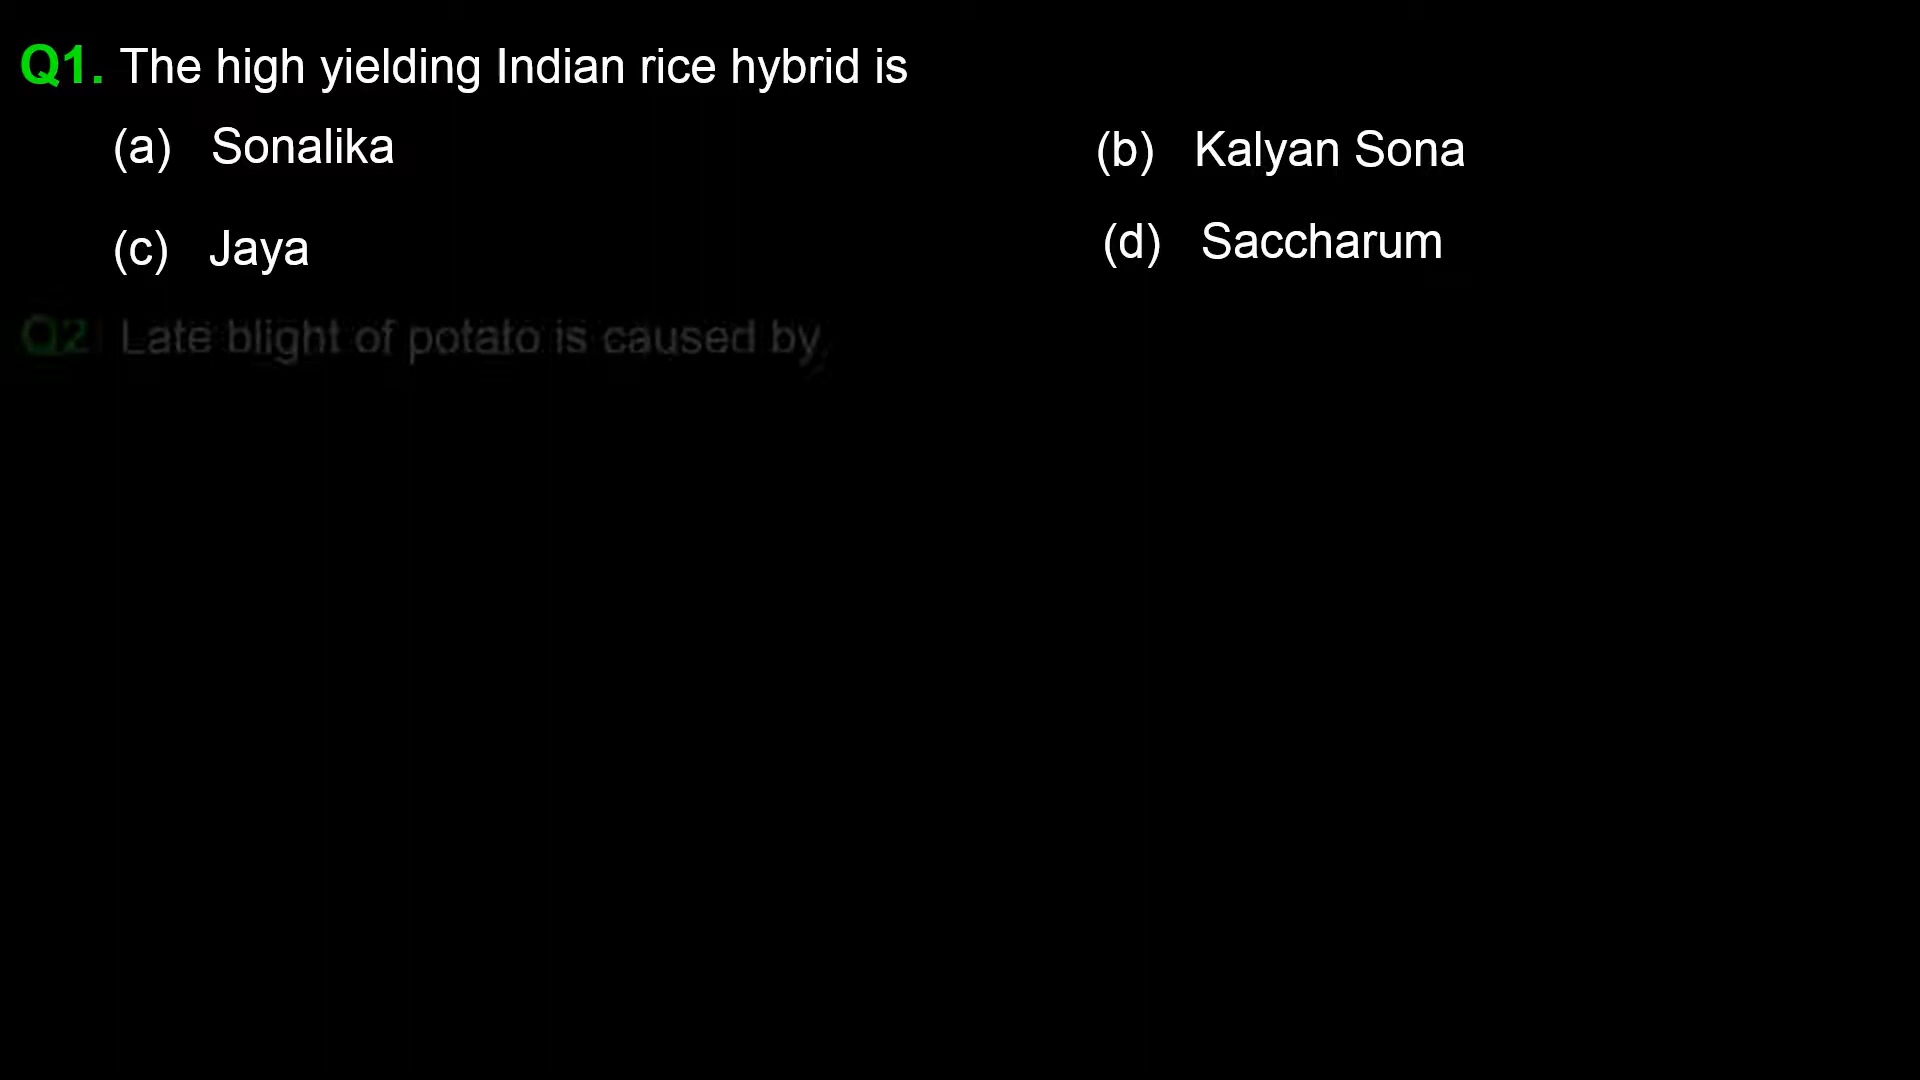 Q1. The high yielding Indian rice hybrid is
(a) Sonalika (b) Kalyan Sona
(c) Jaya (d) Saccharum
Q2 Late blight of potato is caused by